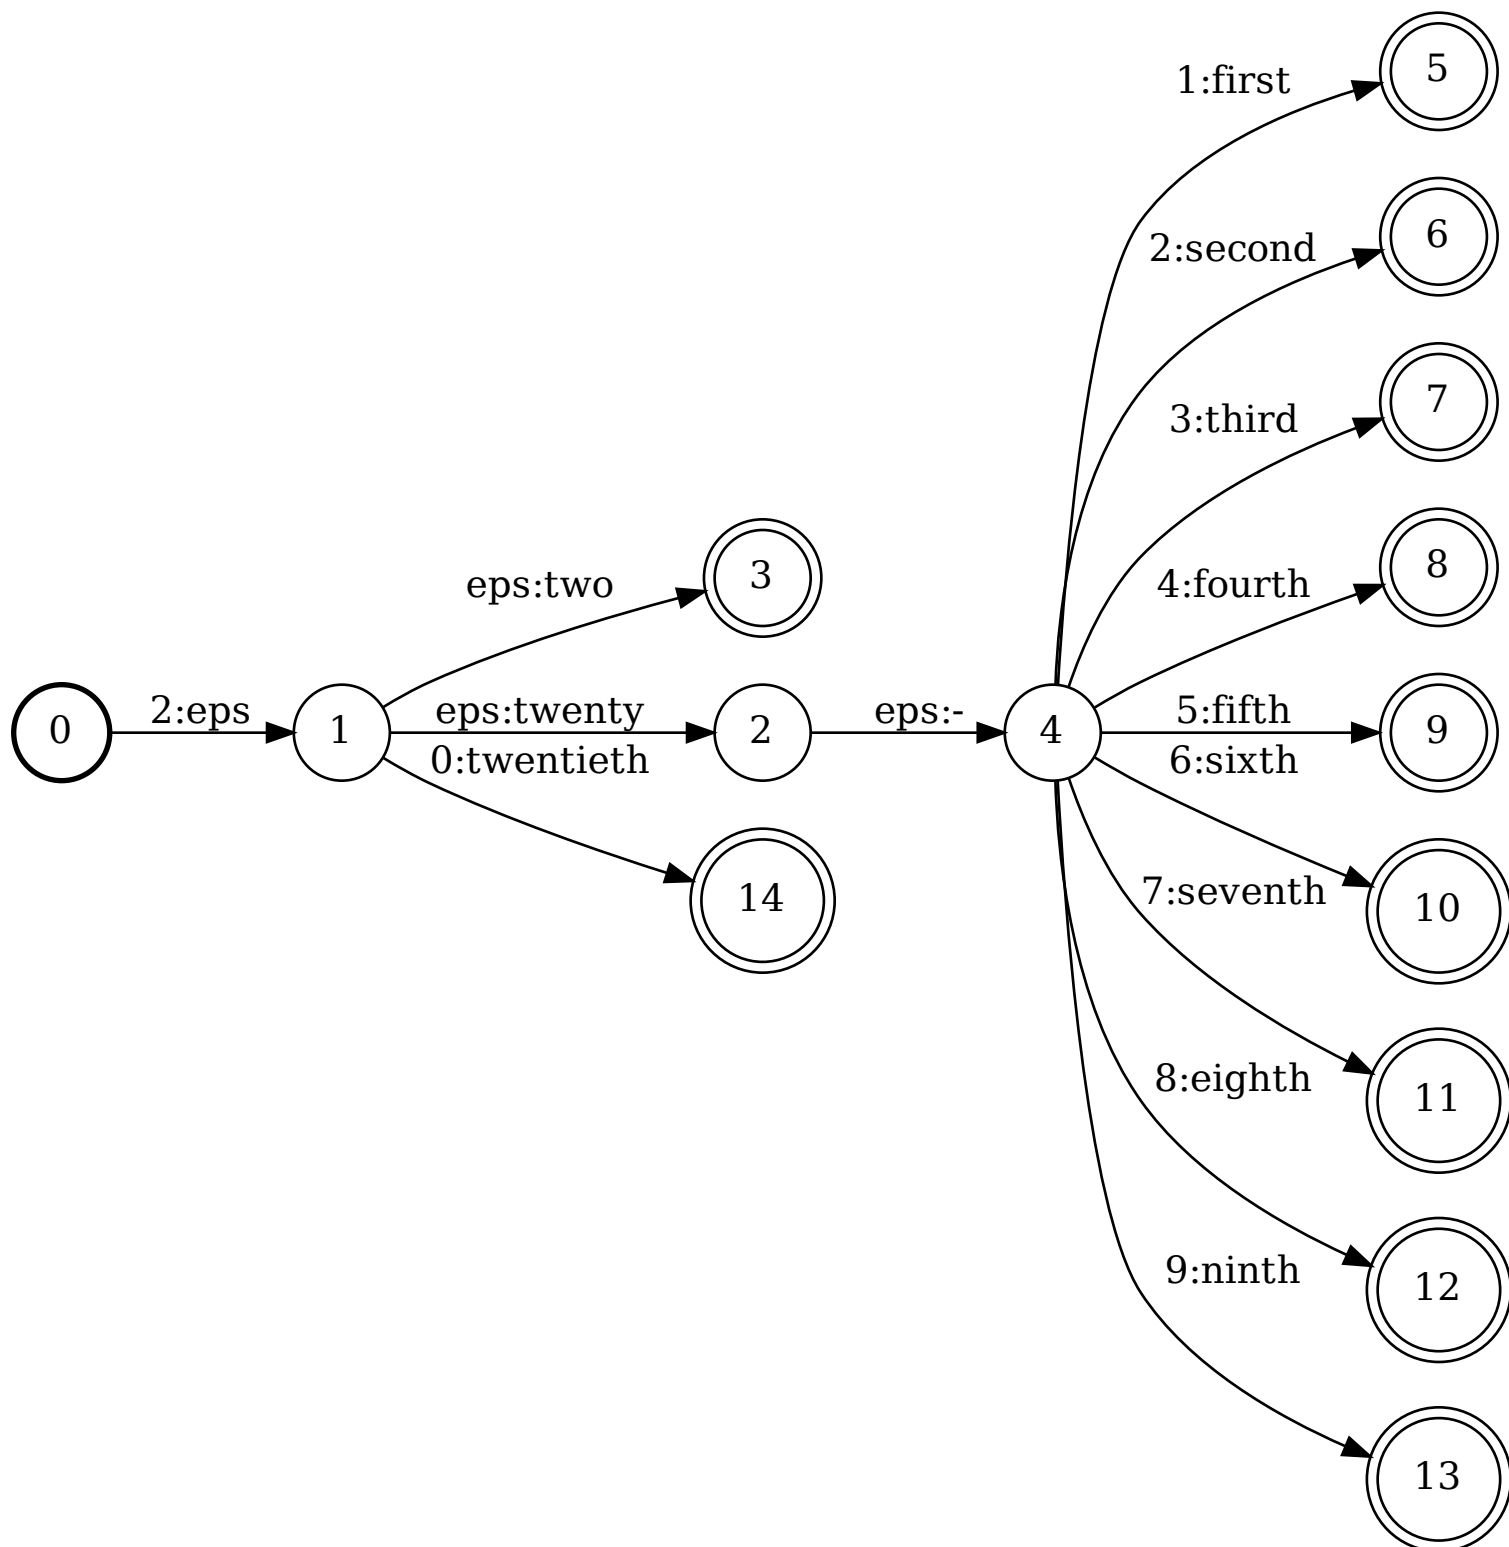 0
2:eps
1
eps:two
3
eps:twenty
2
0:twentieth
14
eps:-
4
1:first
5
2:second
6
3:third
7
4:fourth
8
5:fifth
9
6:sixth
10
7:seventh
11
8:eighth
12
9:ninth
13